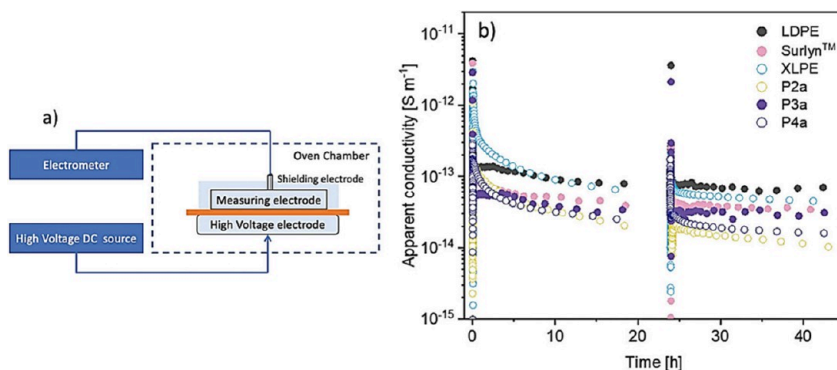 a)
Electrometer
High Voltage DC source
Oven Chamber
Shielding electrode
Measuring electrode
High Voltage electrode
b)
Apparent conductivity [S m⁻¹]
10⁻¹¹
10⁻¹²
10⁻¹³
10⁻¹⁴
10⁻¹⁵
LDPE
Surlyn™
XLPE
P2a
P3a
P4a
0 10 20 30 40
Time [h]